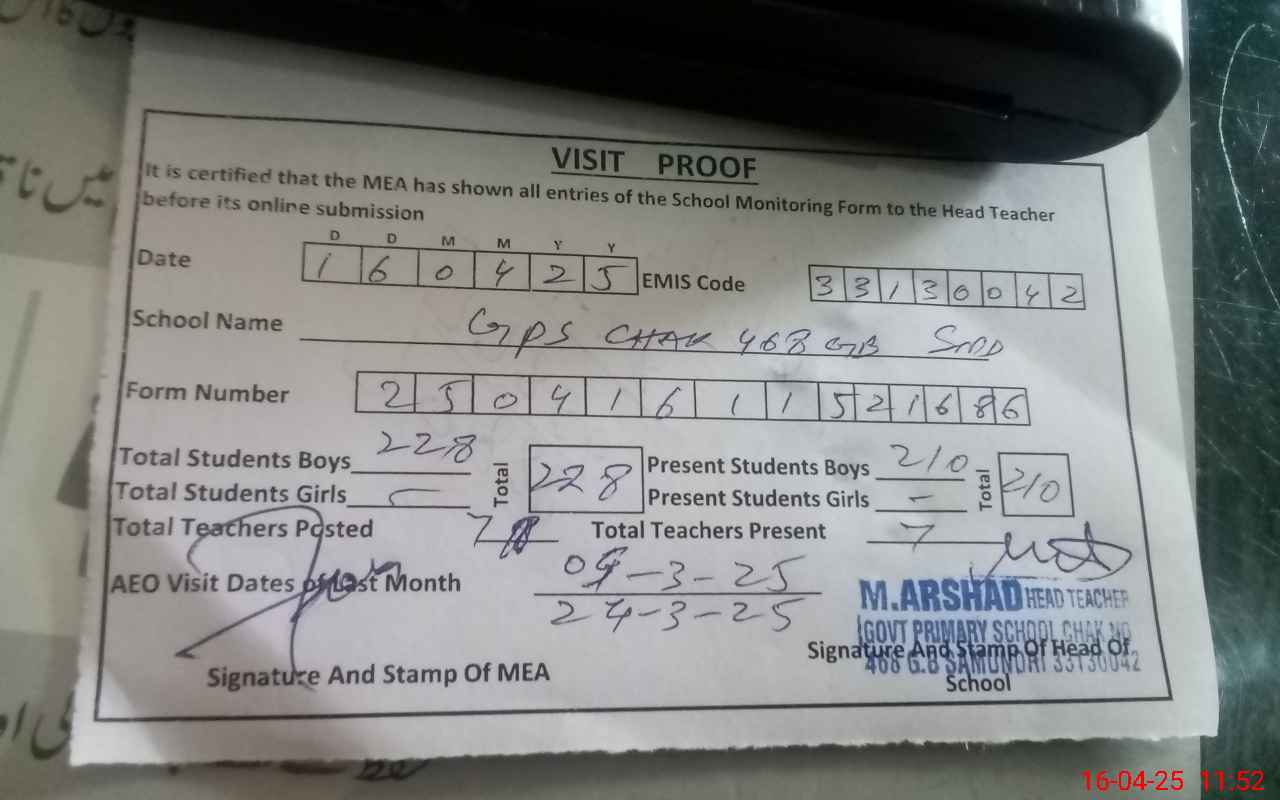 VISIT PROOF
It is certified that the MEA has shown all entries of the School Monitoring Form to the Head Teacher
before its online submission
D D M M Y Y
Date 1 6 0 4 2 5 EMIS Code 3 3 1 3 0 0 4 2
School Name GPS CHAK 468 GB SMD
Form Number 2 5 0 4 1 6 1 1 5 2 1 6 8 6
Total Students Boys 228 Total 228 Present Students Boys 210 Total 210
Total Students Girls - Present Students Girls -
Total Teachers Posted 7 Total Teachers Present 7
AEO Visit Dates of Last Month -3-25
24-3-25
M.ARSHAD HEAD TEACHER
GOVT PRIMARY SCHOOL CHAK NO
468 G.B SAMUNDRI 33130042
Signature And Stamp Of MEA
Signature And Stamp Of Head Of
School
16-04-25 11:52